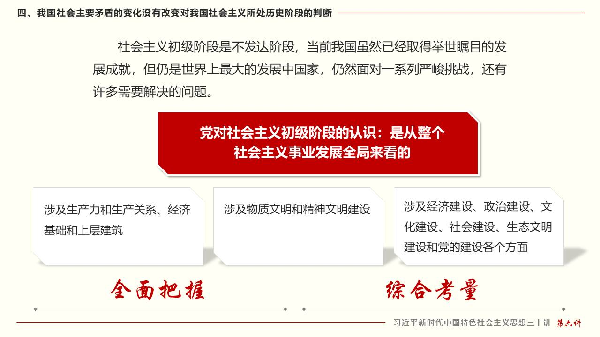 四、我国社会主要矛盾的变化没有改变对我国社会主义所处历史阶段的判断
社会主义初级阶段是不发达阶段，当前我国虽然已经取得举世瞩目的发
展成就，但仍是世界上最大的发展中国家，仍然面对一系列严峻挑战，还有
许多需要解决的问题。
党对社会主义初级阶段的认识：是从整个
社会主义事业发展全局来看的
涉及生产力和生产关系、经济
基础和上层建筑
涉及物质文明和精神文明建设
涉及经济建设、政治建设、文
化建设、社会建设、生态文明
建设和党的建设各个方面
全面把握
综合考量
习近平新时代中国特色社会主义思想三十讲 第六讲